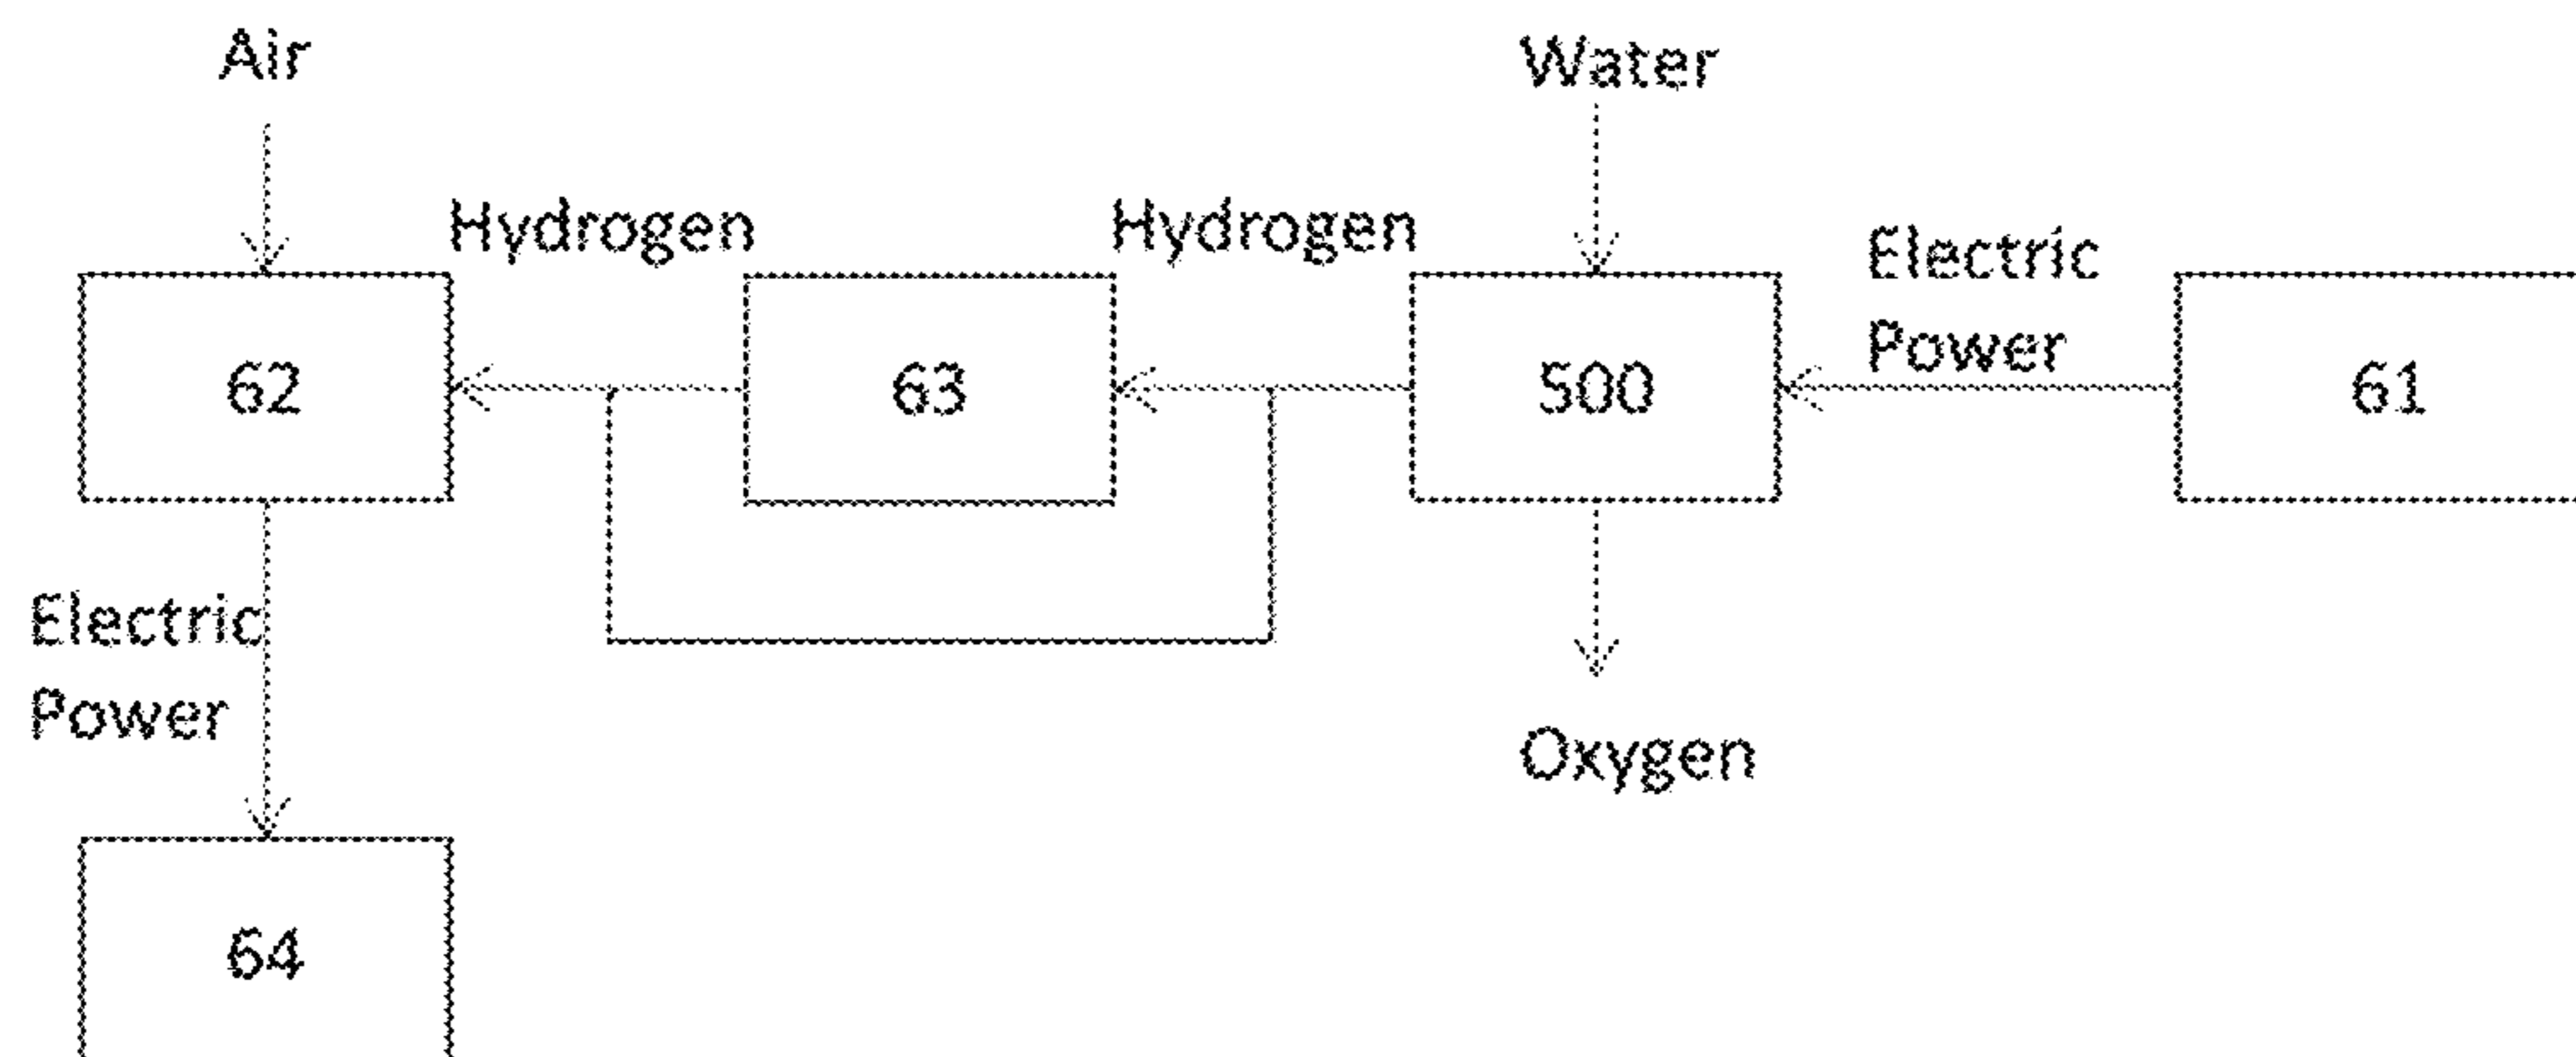 Air
Water
Hydrogen
Hydrogen
Electric
Power
62
63
500
61
Electric
Power
Oxygen
64